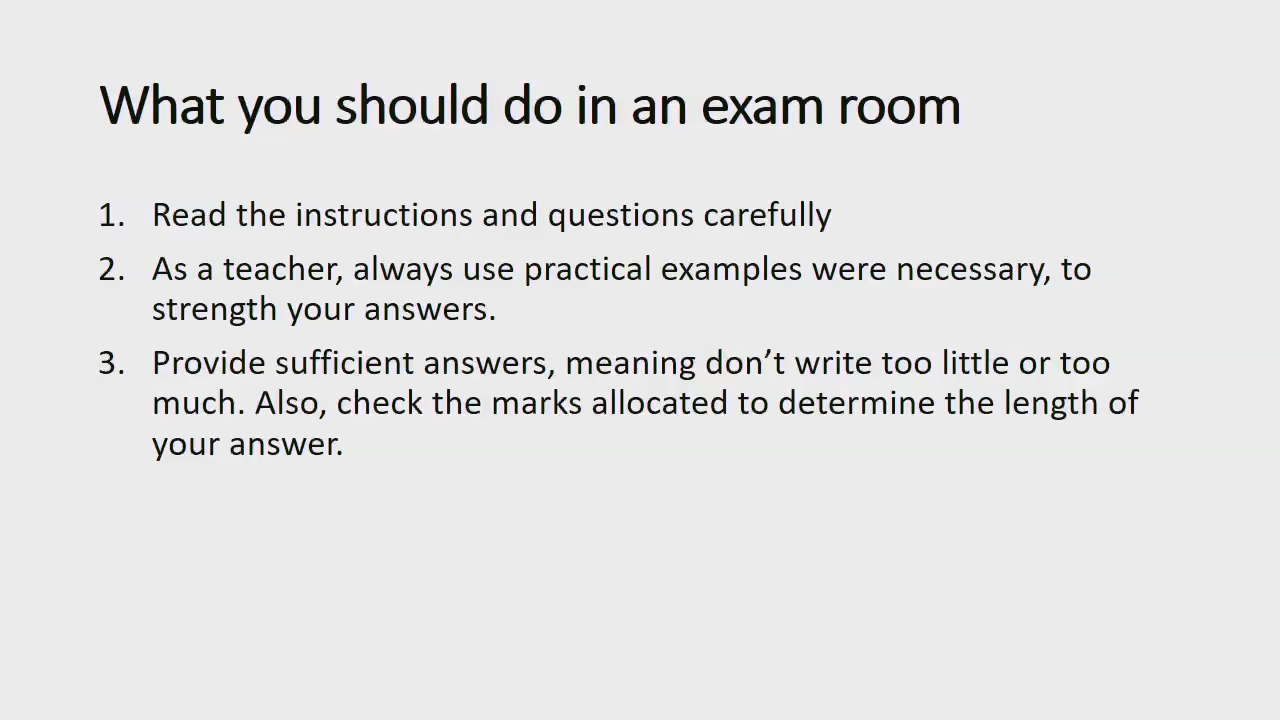 What you should do in an exam room
1. Read the instructions and questions carefully
2. As a teacher, always use practical examples were necessary, to
strength your answers.
3. Provide sufficient answers, meaning don’t write too little or too
much. Also, check the marks allocated to determine the length of
your answer.